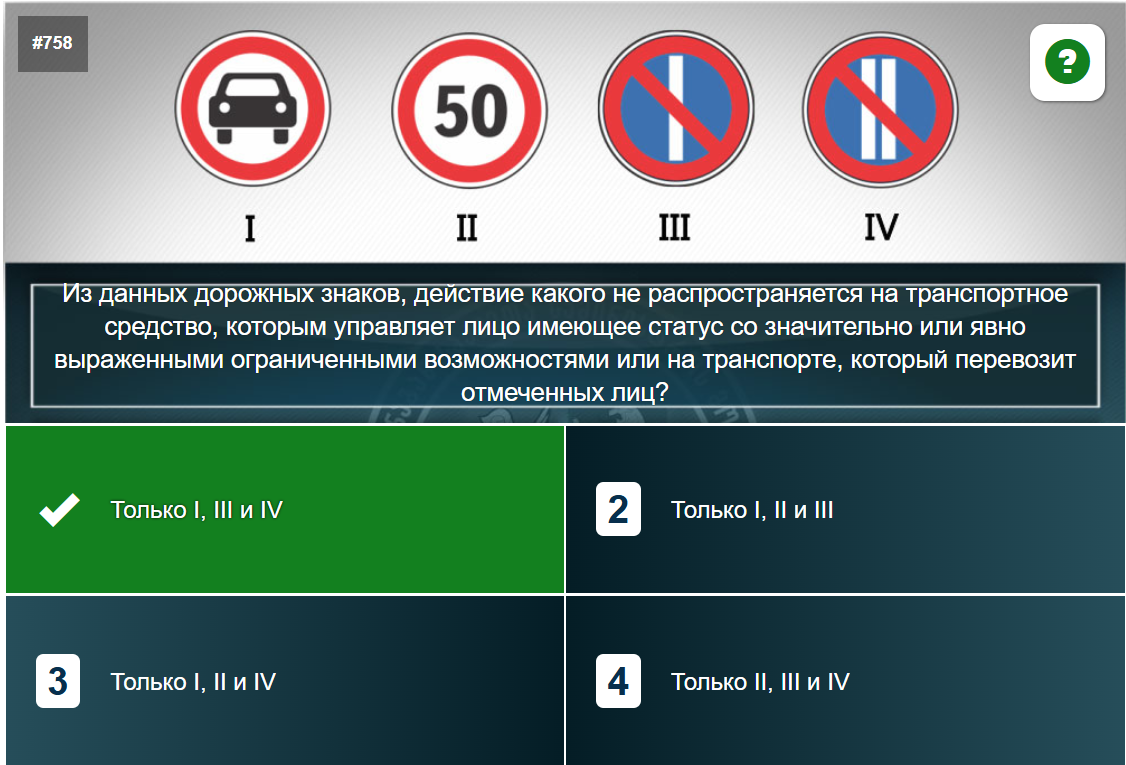 #758
?
50
I
II
III
IV
Из данных дорожных знаков, действие какого не распространяется на транспортное
средство, которым управляет лицо имеющее статус со значительно или явно
выраженными ограниченными возможностями или на транспорте, который перевозит
отмеченных лиц?
Только I, III и IV
2
Только I, II и III
3
Только I, II и IV
4
Только II, III и IV